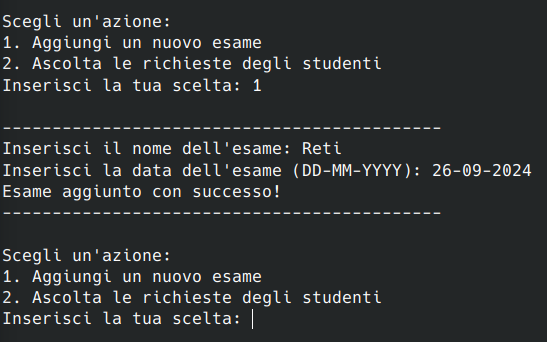 Scegli un'azione:
1. Aggiungi un nuovo esame
2. Ascolta le richieste degli studenti
Inserisci la tua scelta: 1
--------------------------------------------
Inserisci il nome dell'esame: Reti
Inserisci la data dell'esame (DD-MM-YYYY): 26-09-2024
Esame aggiunto con successo!
--------------------------------------------
Scegli un'azione:
1. Aggiungi un nuovo esame
2. Ascolta le richieste degli studenti
Inserisci la tua scelta: